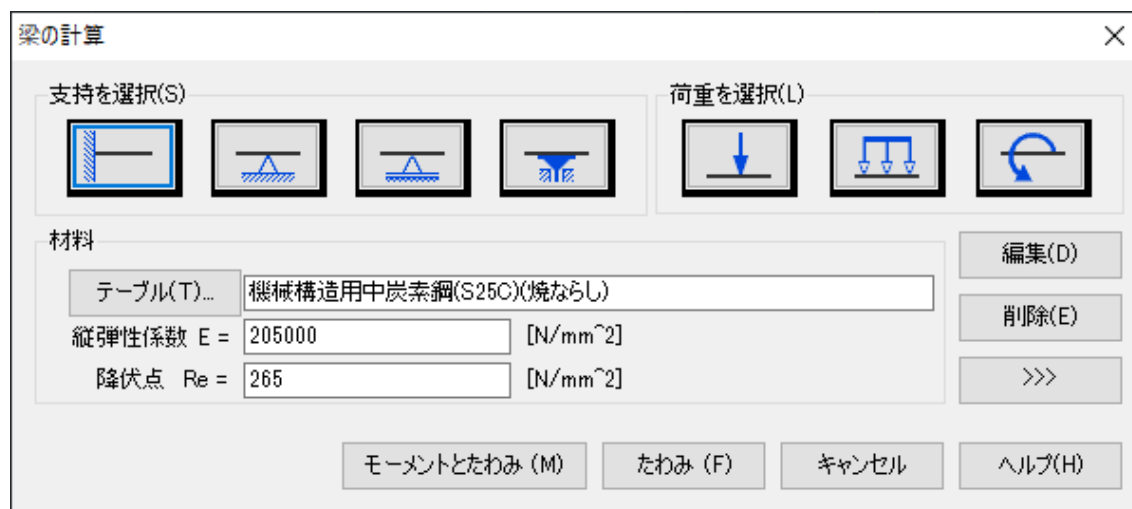 梁の計算
支持を選択(S)
荷重を選択(L)
材料
テーブル(T)... 機械構造用中炭素鋼(S25C)(焼ならし)
縦弾性係数 E = 205000 [N/mm^2]
降伏点 Re = 265 [N/mm^2]
編集(D)
削除(E)
>>>
モーメントとたわみ (M) たわみ (F) キャンセル ヘルプ(H)